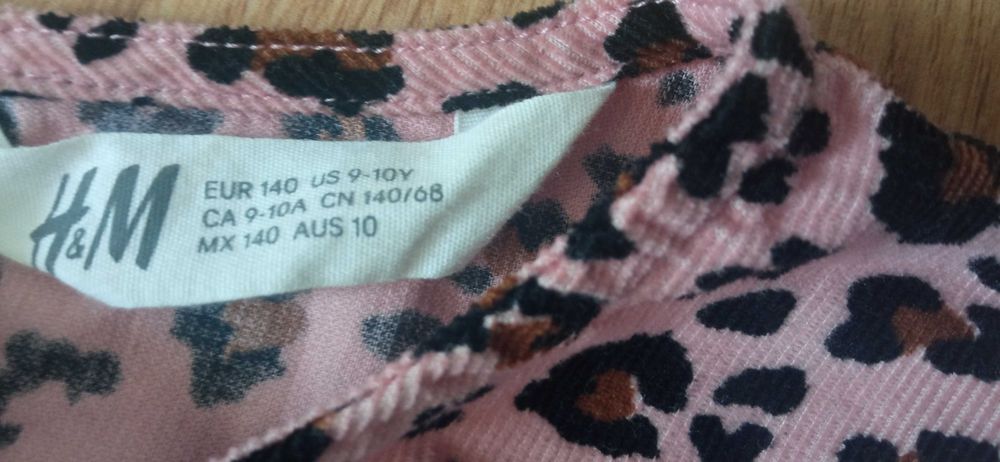 H&M
EUR 140 US 9-10Y
CA 9-10A CN 140/68
MX 140 AUS 10